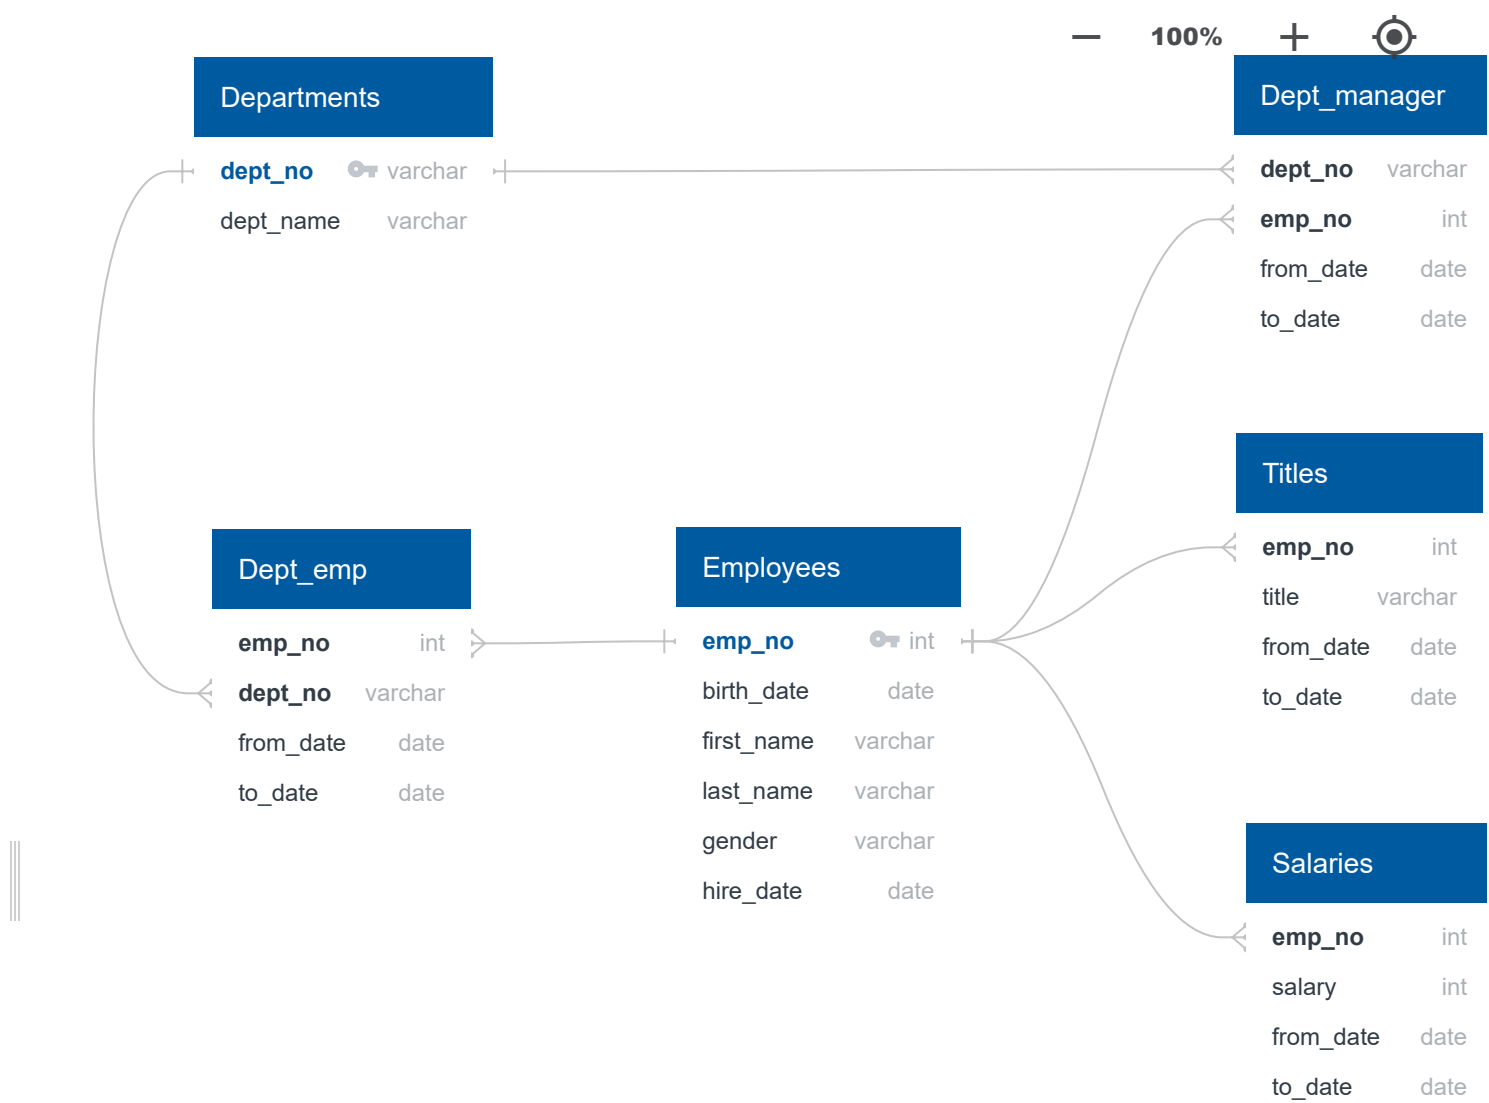 100%
Departments
dept_no varchar
dept_name varchar
Dept_manager
dept_no varchar
emp_no int
from_date date
to_date date
Titles
emp_no int
title varchar
from_date date
to_date date
Dept_emp
emp_no int
dept_no varchar
from_date date
to_date date
Employees
emp_no int
birth_date date
first_name varchar
last_name varchar
gender varchar
hire_date date
Salaries
emp_no int
salary int
from_date date
to_date date